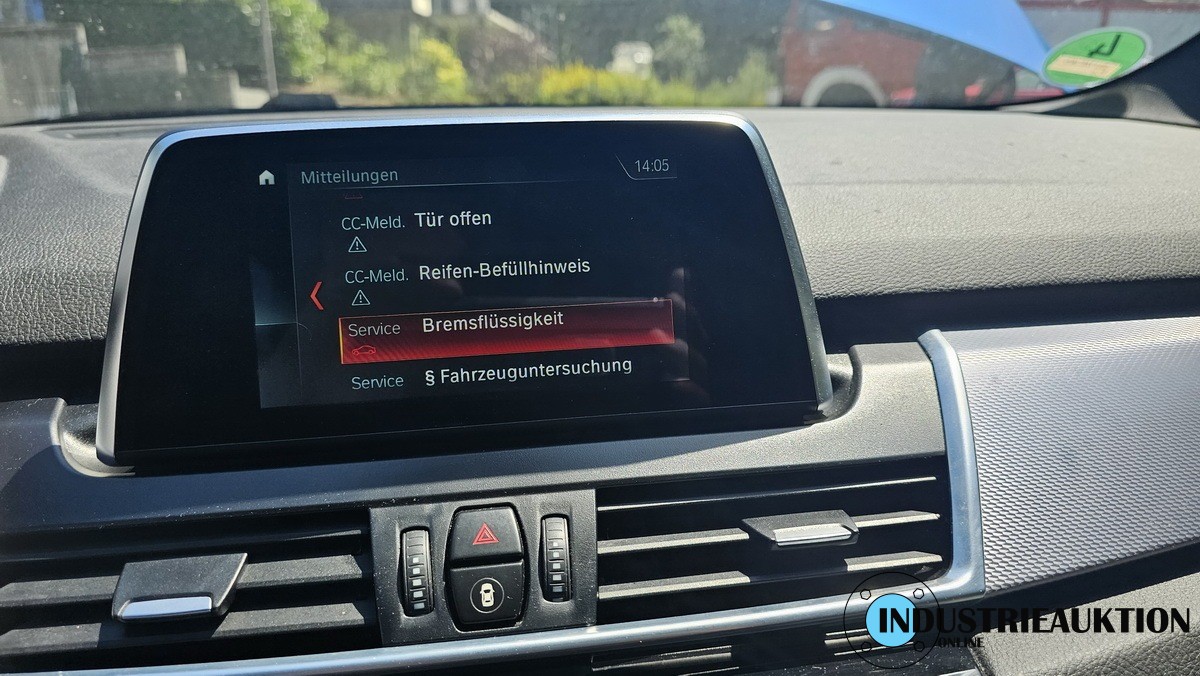 Mitteilungen
14:05
CC-Meld. Tür offen
CC-Meld. Reifen-Befüllhinweis
Service Bremsflüssigkeit
Service § Fahrzeuguntersuchung
INDUSTRIEAUKTION
ONLINE